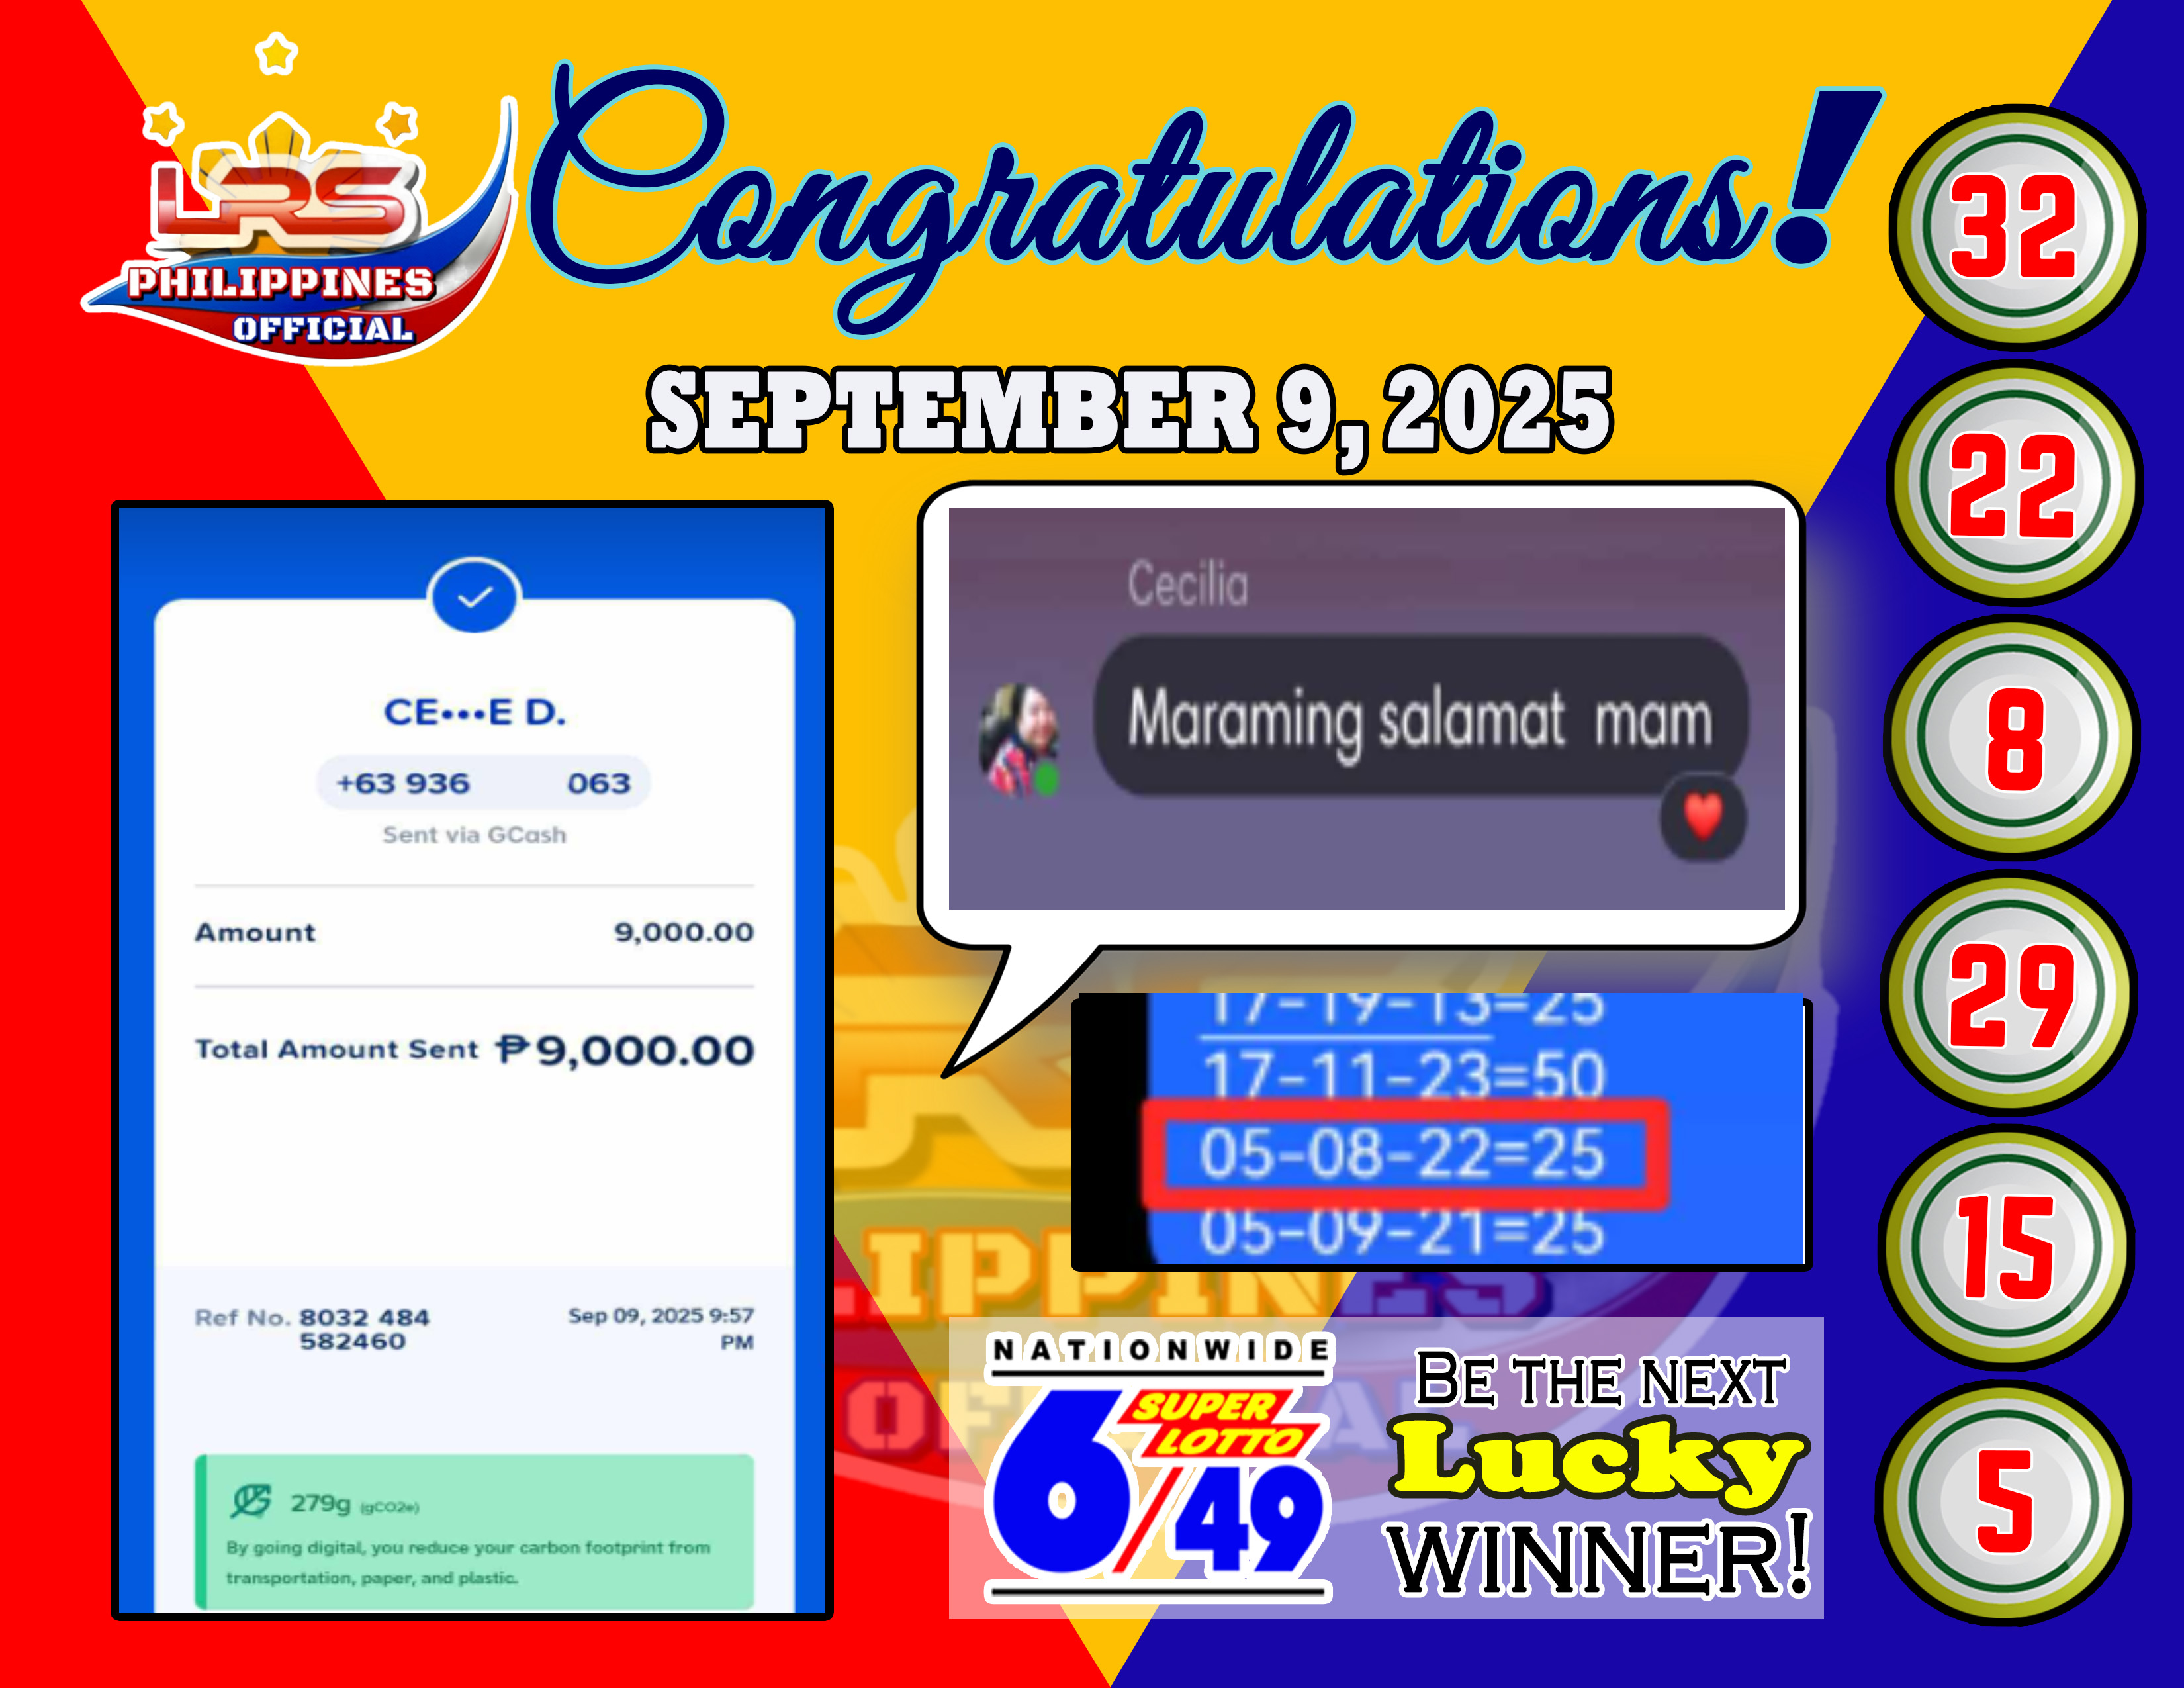 LRS
PHILIPPINES
OFFICIAL
Congratulations!
SEPTEMBER 9, 2025
CE•••E D.
+63 936 063
Sent via GCash
Amount 9,000.00
Total Amount Sent ₱9,000.00
Ref No. 8032 484
582460
Sep 09, 2025 9:57
PM
279g (gCO2e)
By going digital, you reduce your carbon footprint from
transportation, paper, and plastic.
Cecilia
Maraming salamat mam
17-19-13=25
17-11-23=50
05-08-22=25
05-09-21=25
NATIONWIDE
SUPER
LOTTO
6/49
BE THE NEXT
Lucky
WINNER!
32
22
8
29
15
5